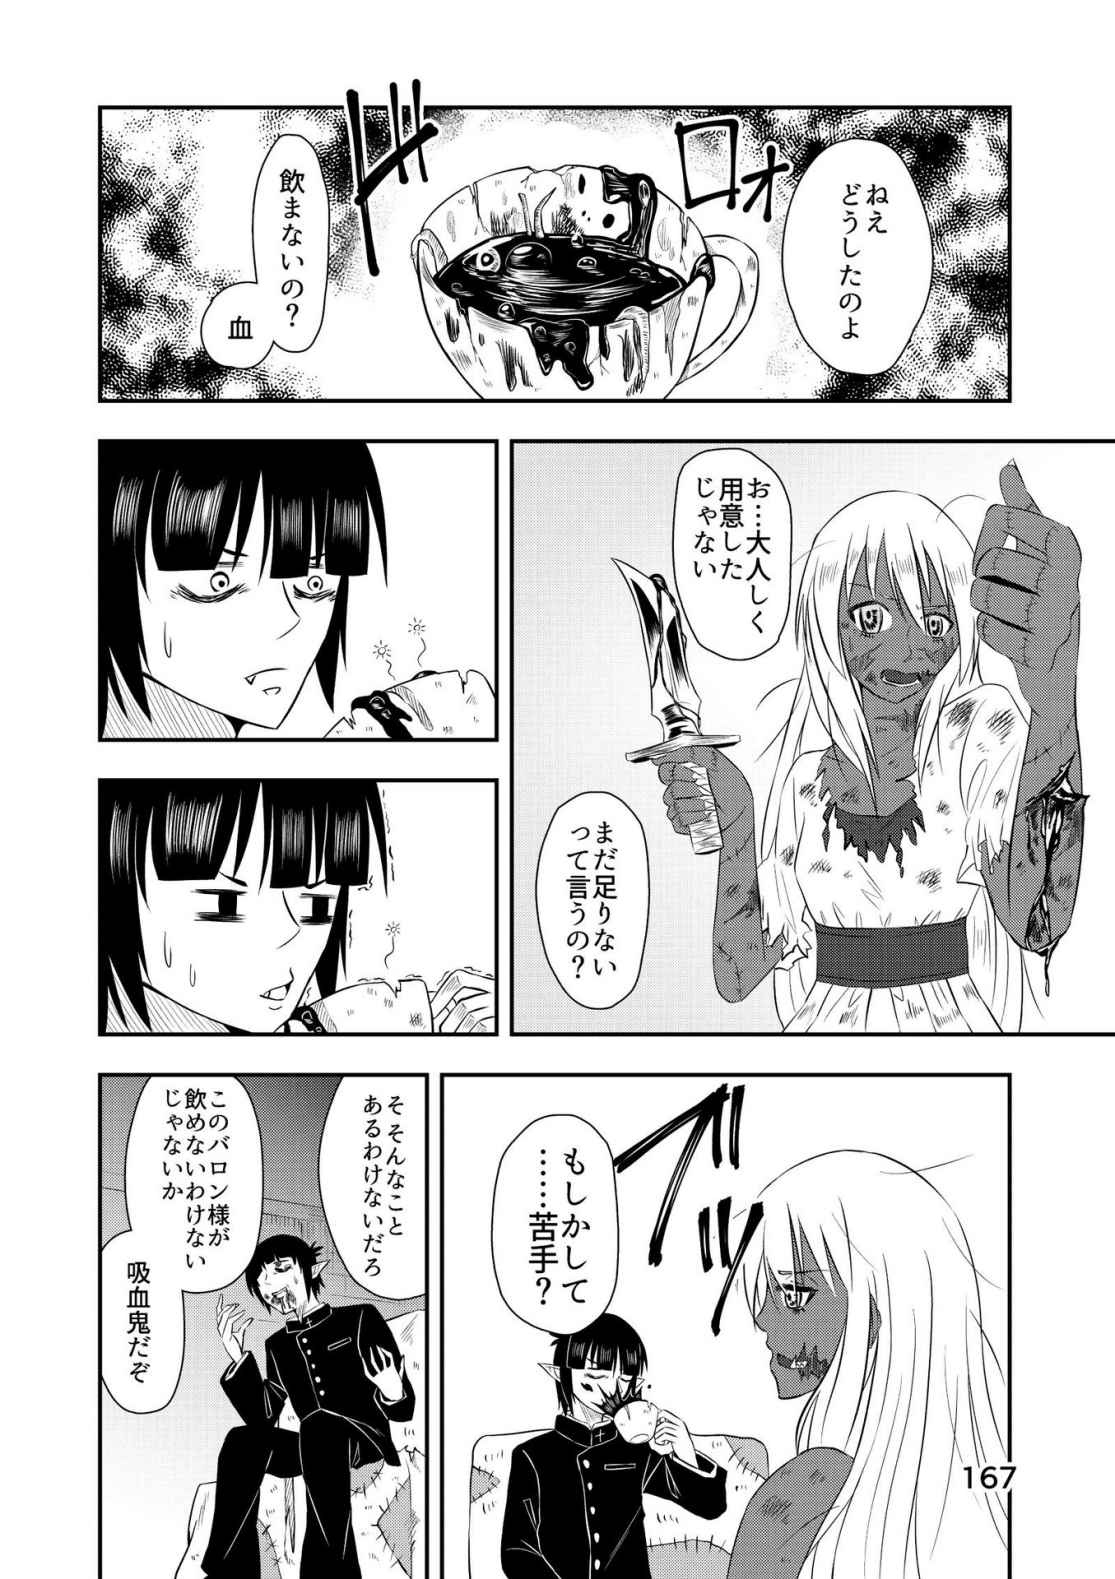 ねえ
どうしたのよ
ドロォ
飲まないの？
血
お…大人しく
用意した
じゃない
まだ足りない
って言うの？
もしかして
……苦手？
そ そんなこと
あるわけないだろ
このバロン様が
飲めないわけない
じゃないか
吸血鬼だぞ
167